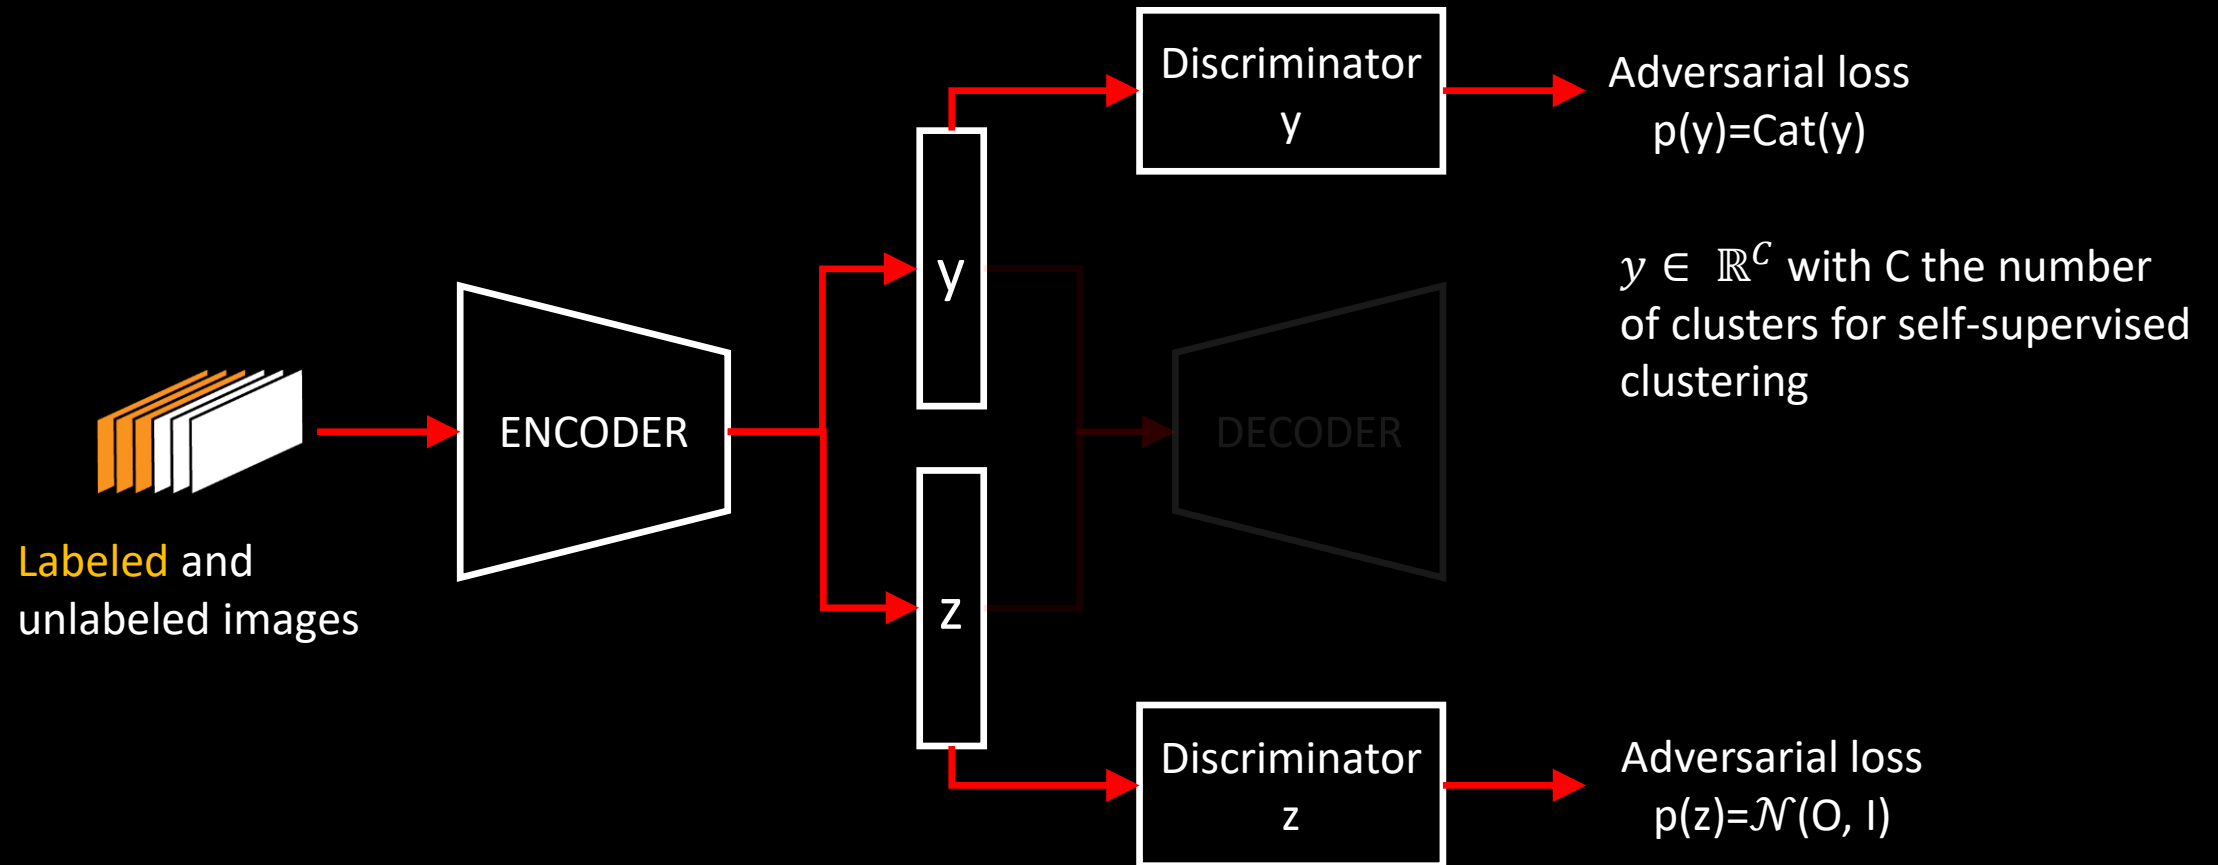 Discriminator
y
Adversarial loss
p(y)=Cat(y)
y
y ∈ ℝ^C with C the number
of clusters for self-supervised
clustering
ENCODER
DECODER
Labeled and
unlabeled images
z
Discriminator
z
Adversarial loss
p(z)=𝒩(O, I)